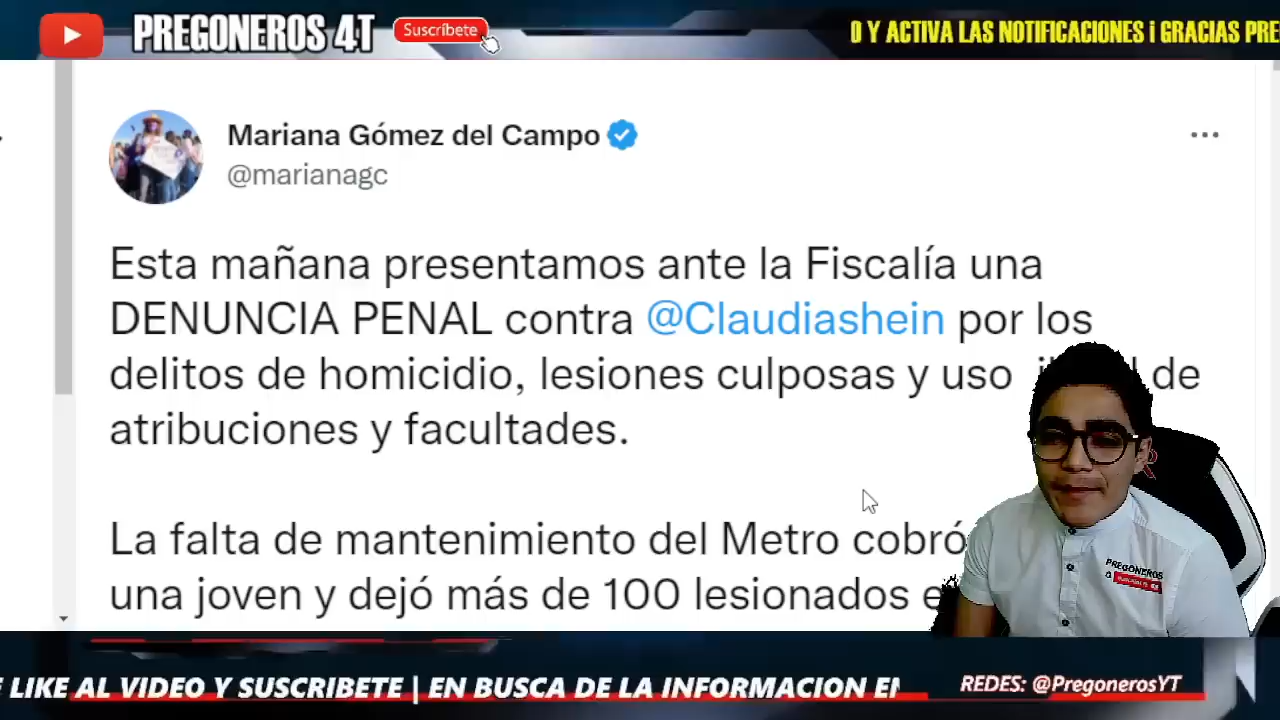 PREGONEROS 4T
Suscríbete
O Y ACTIVA LAS NOTIFICACIONES ¡ GRACIAS PRE
Mariana Gómez del Campo
@marianagc
Esta mañana presentamos ante la Fiscalía una
DENUNCIA PENAL contra @Claudiashein por los
delitos de homicidio, lesiones culposas y uso de
atribuciones y facultades.
La falta de mantenimiento del Metro cobró
una joven y dejó más de 100 lesionados
PREGONEROS
E LIKE AL VIDEO Y SUSCRIBETE | EN BUSCA DE LA INFORMACION EN
REDES: @PregonerosYT